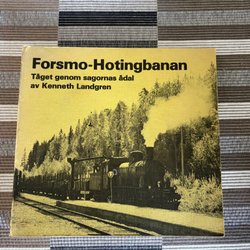 Forsmo-Hotingbanan
Tåget genom sagornas ådal
av Kenneth Landgren